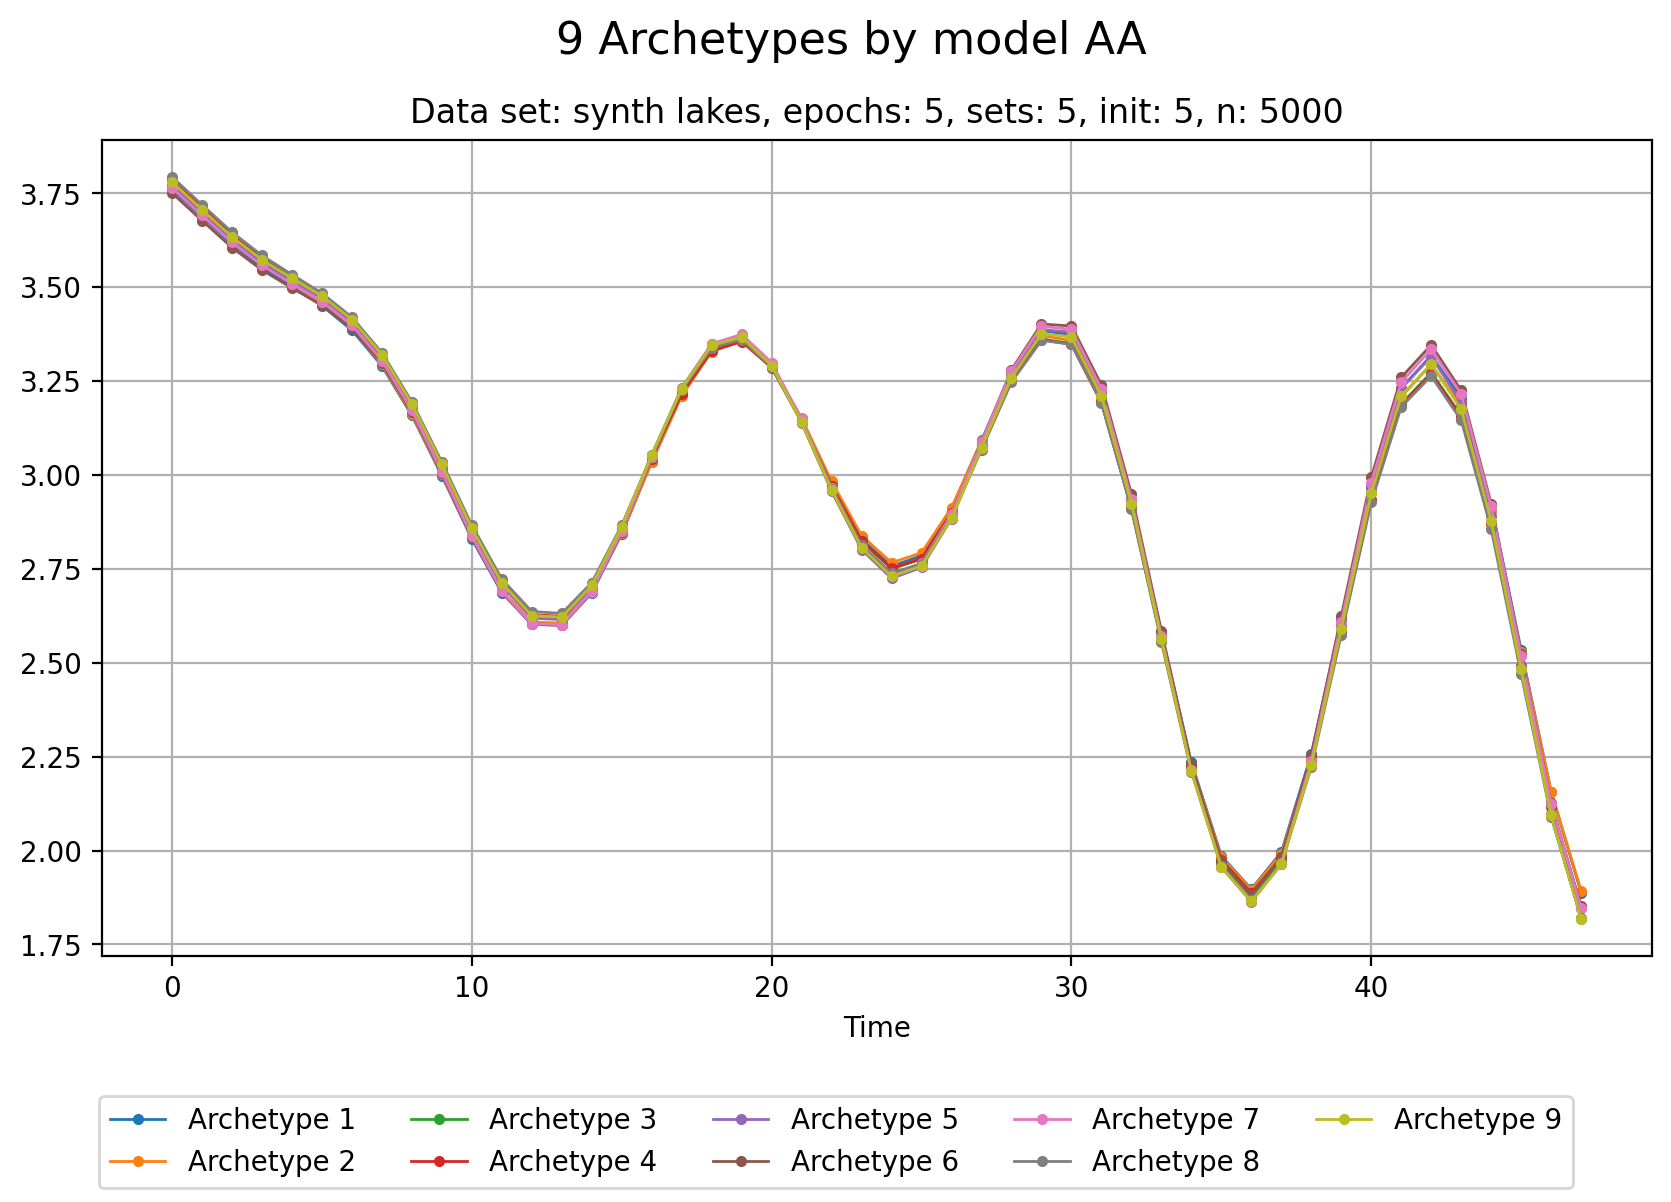 9 Archetypes by model AA
Data set: synth lakes, epochs: 5, sets: 5, init: 5, n: 5000
3.75
3.50
3.25
3.00
2.75
2.50
2.25
2.00
1.75
0 10 20 30 40
Time
Archetype 1 Archetype 3 Archetype 5 Archetype 7 Archetype 9
Archetype 2 Archetype 4 Archetype 6 Archetype 8